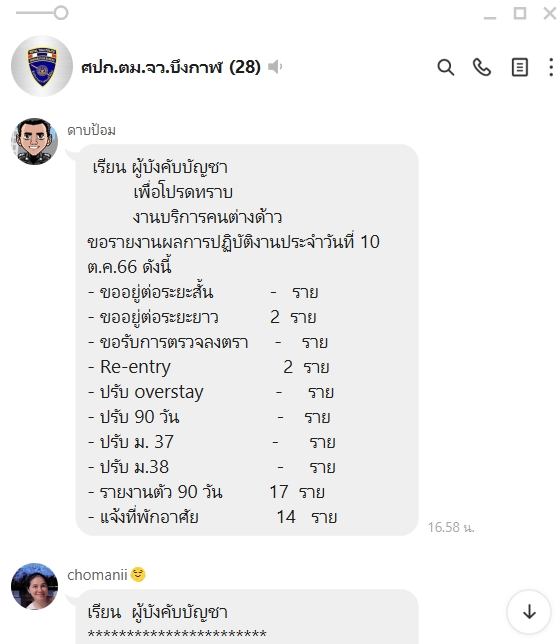 ศปก.ตม.จว.บึงกาฬ (28)
ดาบป้อม
เรียน ผู้บังคับบัญชา
เพื่อโปรดทราบ
งานบริการคนต่างด้าว
ขอรายงานผลการปฏิบัติงานประจำวันที่ 10
ต.ค.66 ดังนี้
- ขออยู่ต่อระยะสั้น - ราย
- ขออยู่ต่อระยะยาว 2 ราย
- ขอรับการตรวจลงตรา - ราย
- Re-entry 2 ราย
- ปรับ overstay - ราย
- ปรับ 90 วัน - ราย
- ปรับ ม. 37 - ราย
- ปรับ ม.38 - ราย
- รายงานตัว 90 วัน 17 ราย
- แจ้งที่พักอาศัย 14 ราย
16.58 น.
chomanii😌
เรียน ผู้บังคับบัญชา
***********************